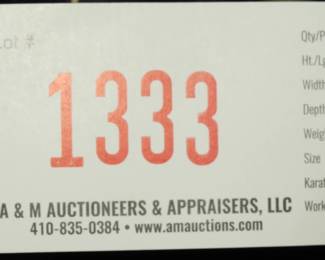 Lot #
1333
A & M AUCTIONEERS & APPRAISERS, LLC
410-835-0384 • www.amauctions.com
Qty/P
Ht./Lg
Width
Depth
Weig
Size
Karat
Work